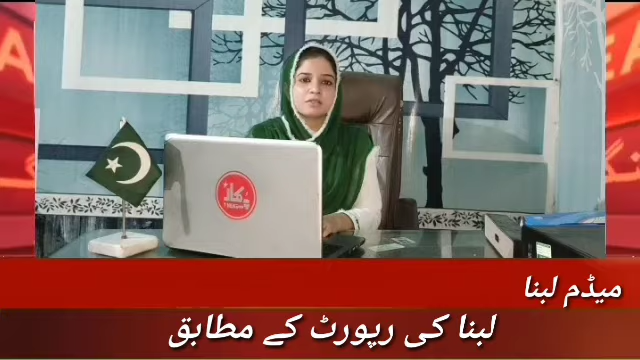 میڈم لبنا
لبنا کی رپورٹ کے مطابق